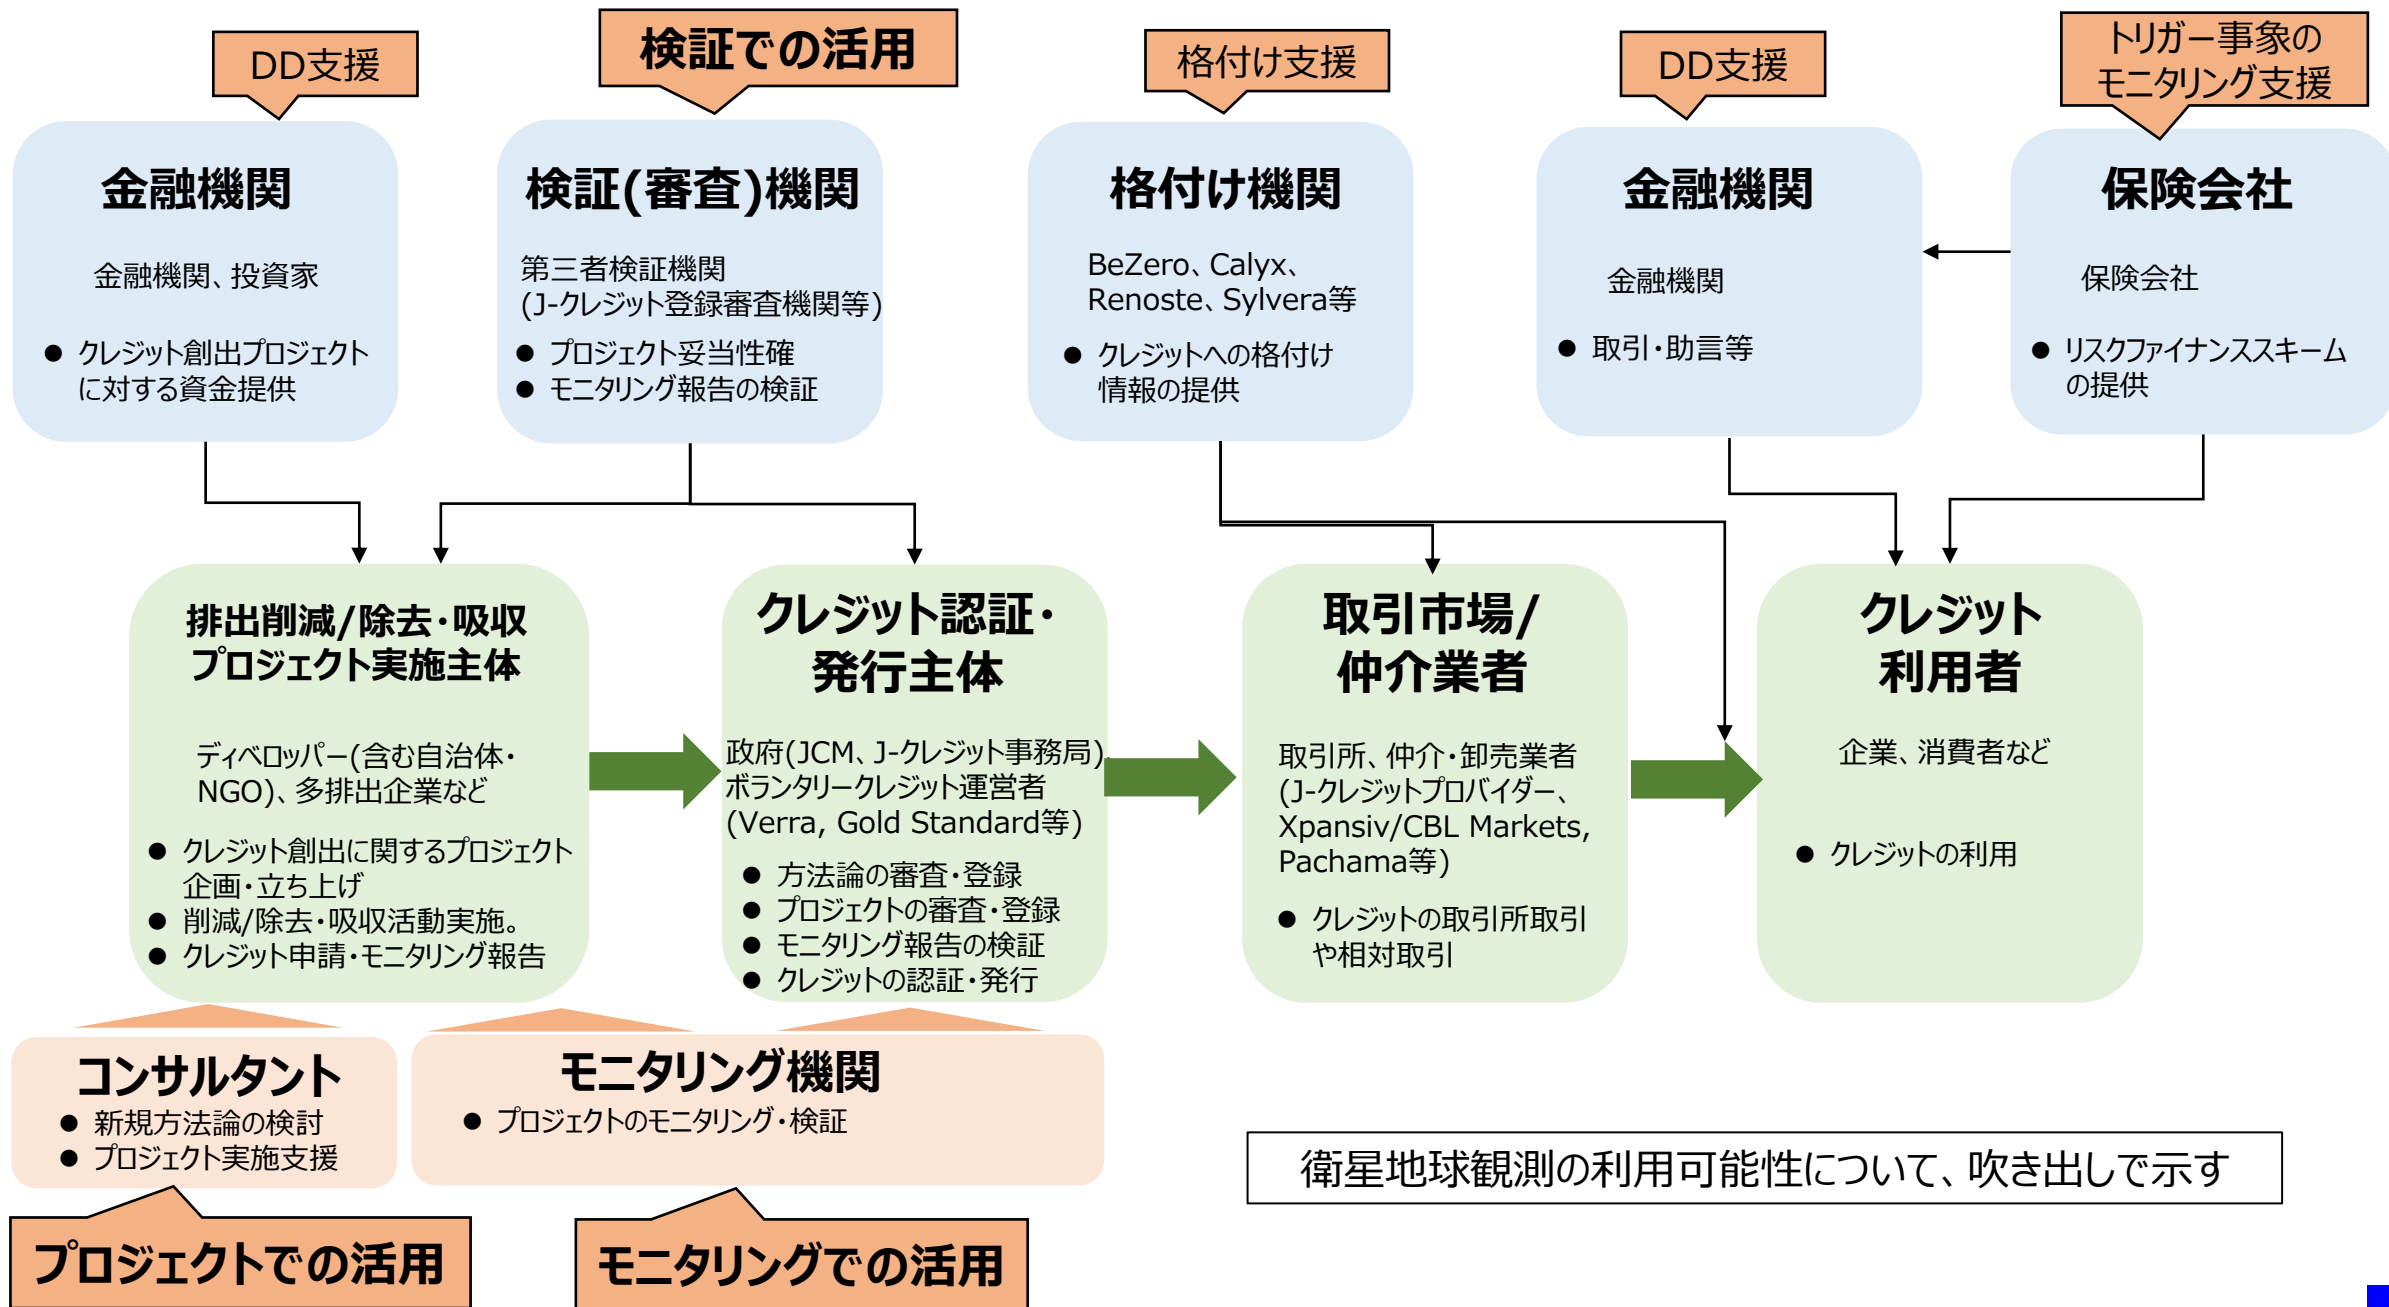 DD支援
検証での活用
格付け支援
DD支援
トリガー事象の
モニタリング支援
金融機関
金融機関、投資家
● クレジット創出プロジェクト
に対する資金提供
検証(審査)機関
第三者検証機関
(J-クレジット登録審査機関等)
● プロジェクト妥当性確
● モニタリング報告の検証
格付け機関
BeZero、Calyx、
Renoste、Sylvera等
● クレジットへの格付け
情報の提供
金融機関
金融機関
● 取引・助言等
保険会社
保険会社
● リスクファイナンススキーム
の提供
排出削減/除去・吸収
プロジェクト実施主体
ディベロッパー(含む自治体・
NGO)、多排出企業など
● クレジット創出に関するプロジェクト
企画・立ち上げ
● 削減/除去・吸収活動実施。
● クレジット申請・モニタリング報告
クレジット認証・
発行主体
政府(JCM、J-クレジット事務局)、
ボランタリークレジット運営者
(Verra, Gold Standard等)
● 方法論の審査・登録
● プロジェクトの審査・登録
● モニタリング報告の検証
● クレジットの認証・発行
取引市場/
仲介業者
取引所、仲介・卸売業者
(J-クレジットプロバイダー、
Xpansiv/CBL Markets,
Pachama等)
● クレジットの取引所取引
や相対取引
クレジット
利用者
企業、消費者など
● クレジットの利用
コンサルタント
● 新規方法論の検討
● プロジェクト実施支援
モニタリング機関
● プロジェクトのモニタリング・検証
衛星地球観測の利用可能性について、吹き出しで示す
プロジェクトでの活用
モニタリングでの活用